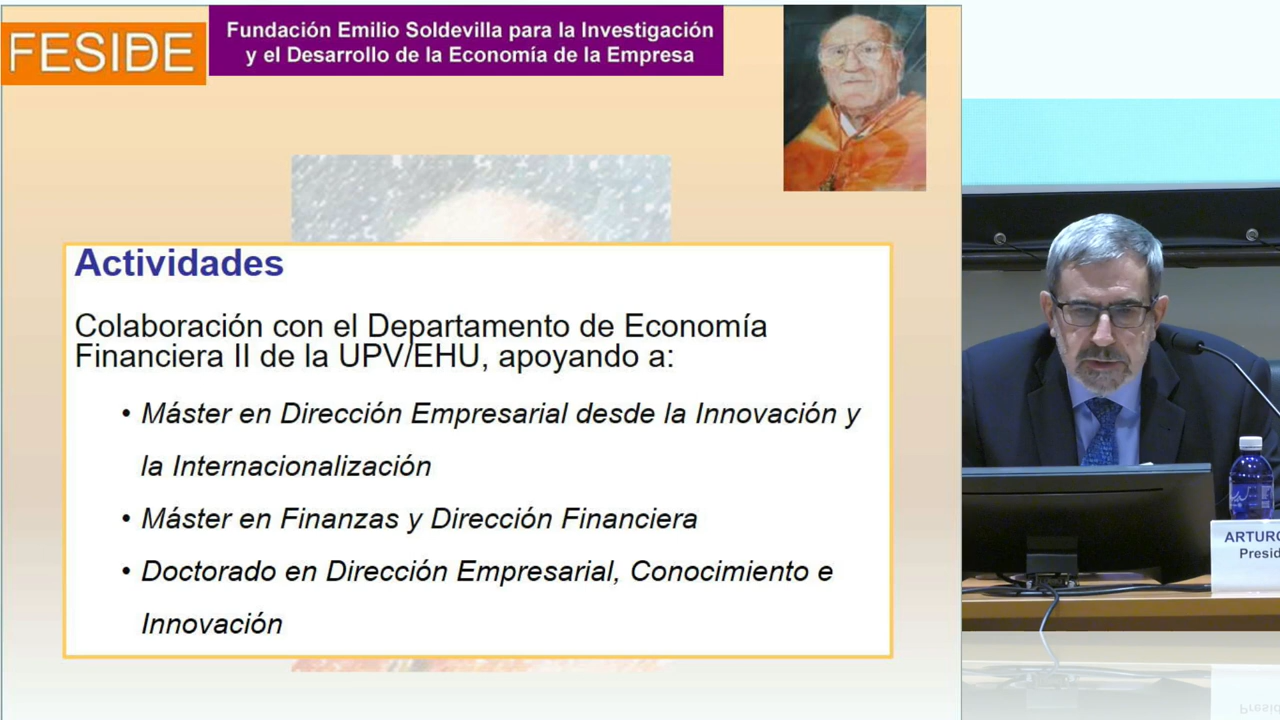 FESIDE
Fundación Emilio Soldevilla para la Investigación
y el Desarrollo de la Economía de la Empresa
Actividades
Colaboración con el Departamento de Economía
Financiera II de la UPV/EHU, apoyando a:
• Máster en Dirección Empresarial desde la Innovación y
la Internacionalización
• Máster en Finanzas y Dirección Financiera
• Doctorado en Dirección Empresarial, Conocimiento e
Innovación
ARTURO
Presid